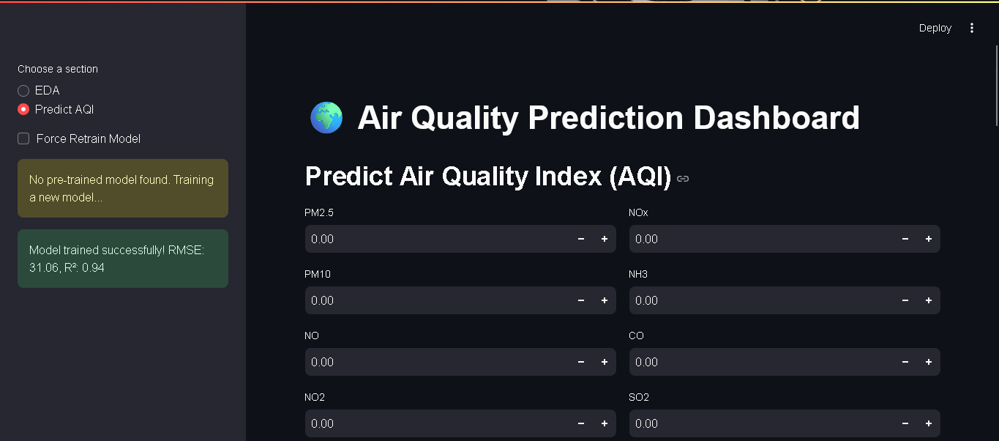 Deploy
Choose a section
EDA
Predict AQI
Force Retrain Model
No pre-trained model found. Training
a new model...
Model trained successfully! RMSE:
31.06, R²: 0.94
Air Quality Prediction Dashboard
Predict Air Quality Index (AQI)
PM2.5
0.00
NOx
0.00
PM10
0.00
NH3
0.00
NO
0.00
CO
0.00
NO2
0.00
SO2
0.00